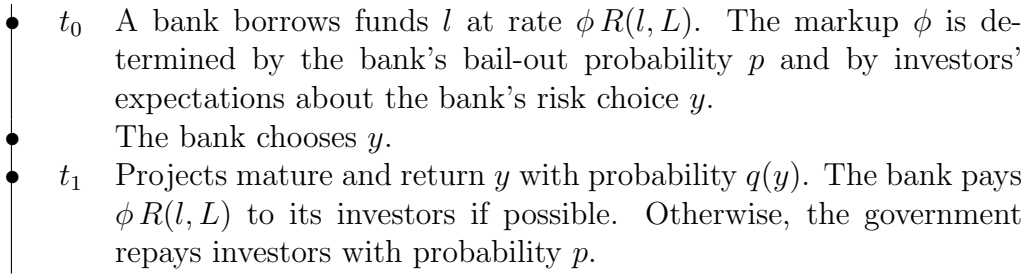 t₀ A bank borrows funds l at rate ϕ R(l, L). The markup ϕ is de-
termined by the bank's bail-out probability p and by investors'
expectations about the bank's risk choice y.
The bank chooses y.
t₁ Projects mature and return y with probability q(y). The bank pays
ϕ R(l, L) to its investors if possible. Otherwise, the government
repays investors with probability p.